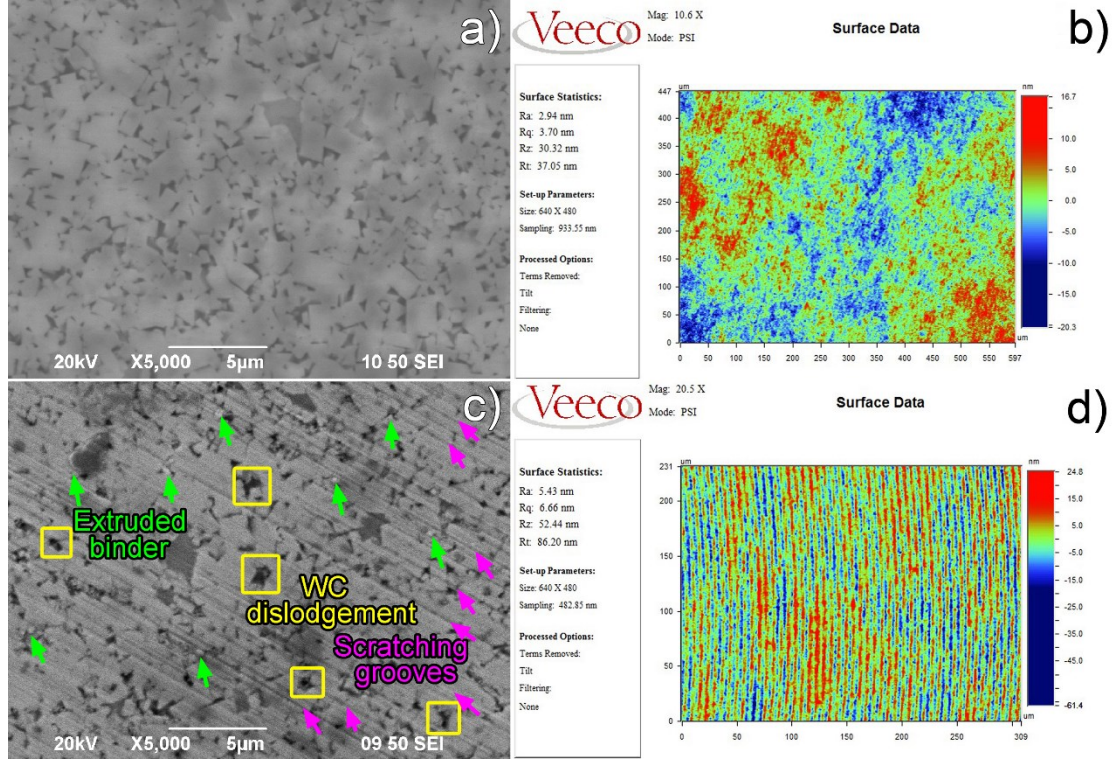 a)
20kV X5,000 5µm 10 50 SEI
Veeco
Mag: 10.6 X
Mode: PSI
Surface Data
b)
Surface Statistics:
Ra: 2.94 nm
Rq: 3.70 nm
Rz: 30.32 nm
Rt: 37.05 nm
Set-up Parameters:
Size: 640 X 480
Sampling: 933.55 nm
Processed Options:
Terms Removed:
Tilt
Filtering:
None
um
447
400
350
300
250
200
150
100
50
0
0 50 100 150 200 250 300 350 400 450 500 550 597
um
nm
16.7
10.0
5.0
0.0
-5.0
-10.0
-15.0
-20.3
c)
Extruded
binder
WC
dislodgement
Scratching
grooves
20kV X5,000 5µm 09 50 SEI
Veeco
Mag: 20.5 X
Mode: PSI
Surface Data
d)
Surface Statistics:
Ra: 5.43 nm
Rq: 6.66 nm
Rz: 52.44 nm
Rt: 86.20 nm
Set-up Parameters:
Size: 640 X 480
Sampling: 482.85 nm
Processed Options:
Terms Removed:
Tilt
Filtering:
None
um
231
200
150
100
50
0
0 50 100 150 200 250 309
um
nm
24.8
15.0
5.0
-5.0
-15.0
-25.0
-35.0
-45.0
-61.4